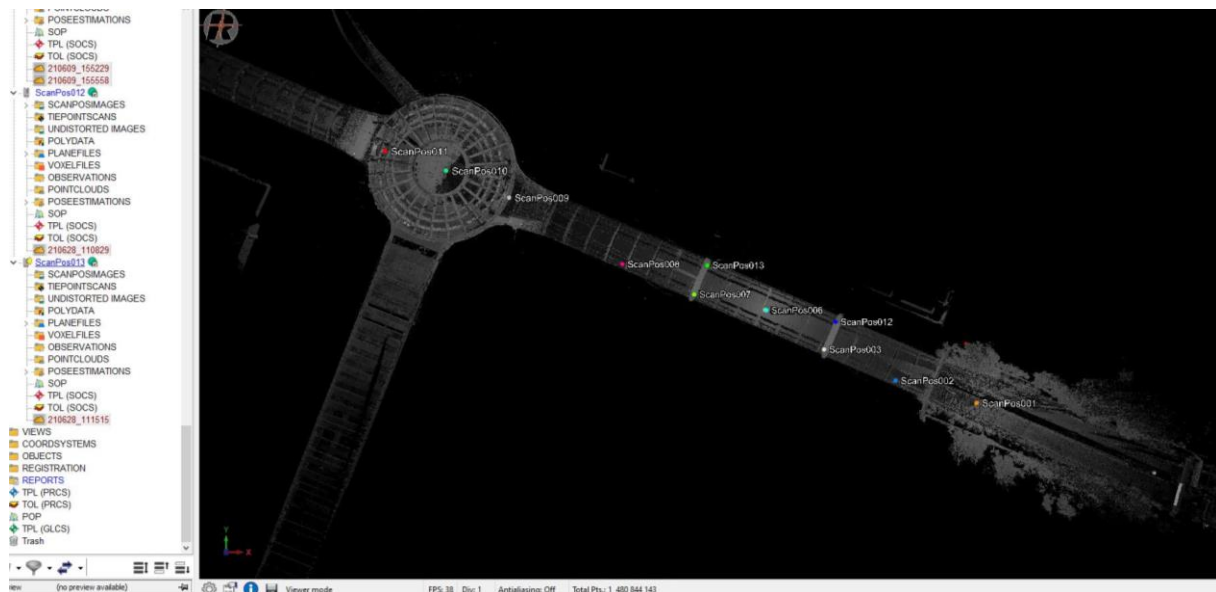 POSEESTIMATIONS
SOP
TPL (SOCS)
TOL (SOCS)
210609_155229
210609_155558
ScanPos012
SCANPOSIMAGES
TIEPOINTSCANS
UNDISTORTED IMAGES
POLYDATA
PLANEFILES
VOXELFILES
OBSERVATIONS
POINTCLOUDS
POSEESTIMATIONS
SOP
TPL (SOCS)
TOL (SOCS)
210628_110829
ScanPos013
SCANPOSIMAGES
TIEPOINTSCANS
UNDISTORTED IMAGES
POLYDATA
PLANEFILES
VOXELFILES
OBSERVATIONS
POINTCLOUDS
POSEESTIMATIONS
SOP
TPL (SOCS)
TOL (SOCS)
210628_111515
VIEWS
COORDSYSTEMS
OBJECTS
REGISTRATION
REPORTS
TPL (PRCS)
TOL (PRCS)
POP
TPL (GLCS)
Trash
(no preview available)
ScanPos011
ScanPos010
ScanPos009
ScanPos013
ScanPos007
ScanPos012
ScanPos003
ScanPos002
ScanPos001
Y
X
Viewer mode
FPS: 38
Div: 1
Antialiasing: Off
Total Pts.: 1 480 844 143